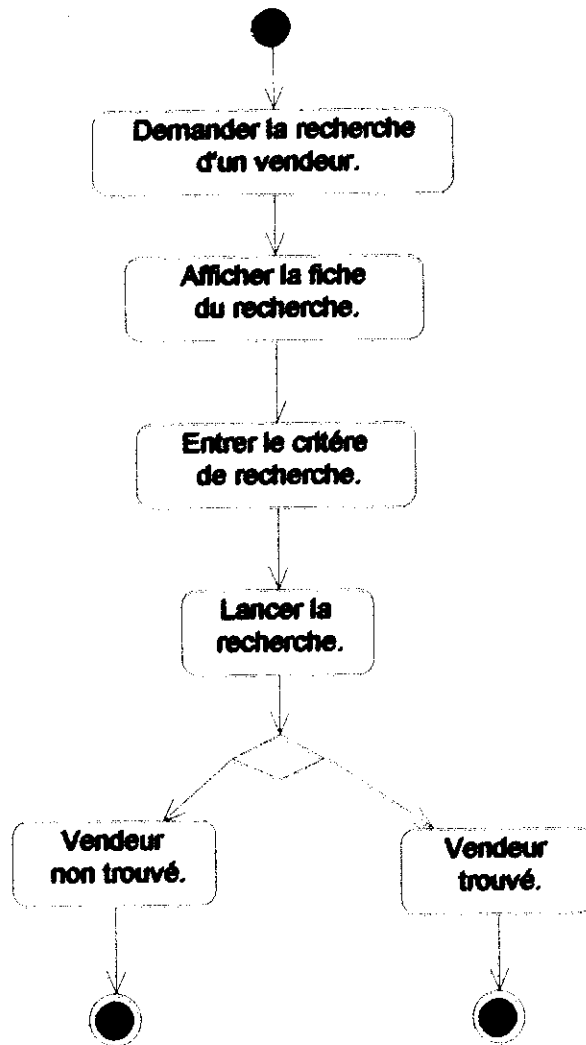 Demander la recherche
d'un vendeur.
Afficher la fiche
du recherche.
Entrer le critére
de recherche.
Lancer la
recherche.
Vendeur
non trouvé.
Vendeur
trouvé.